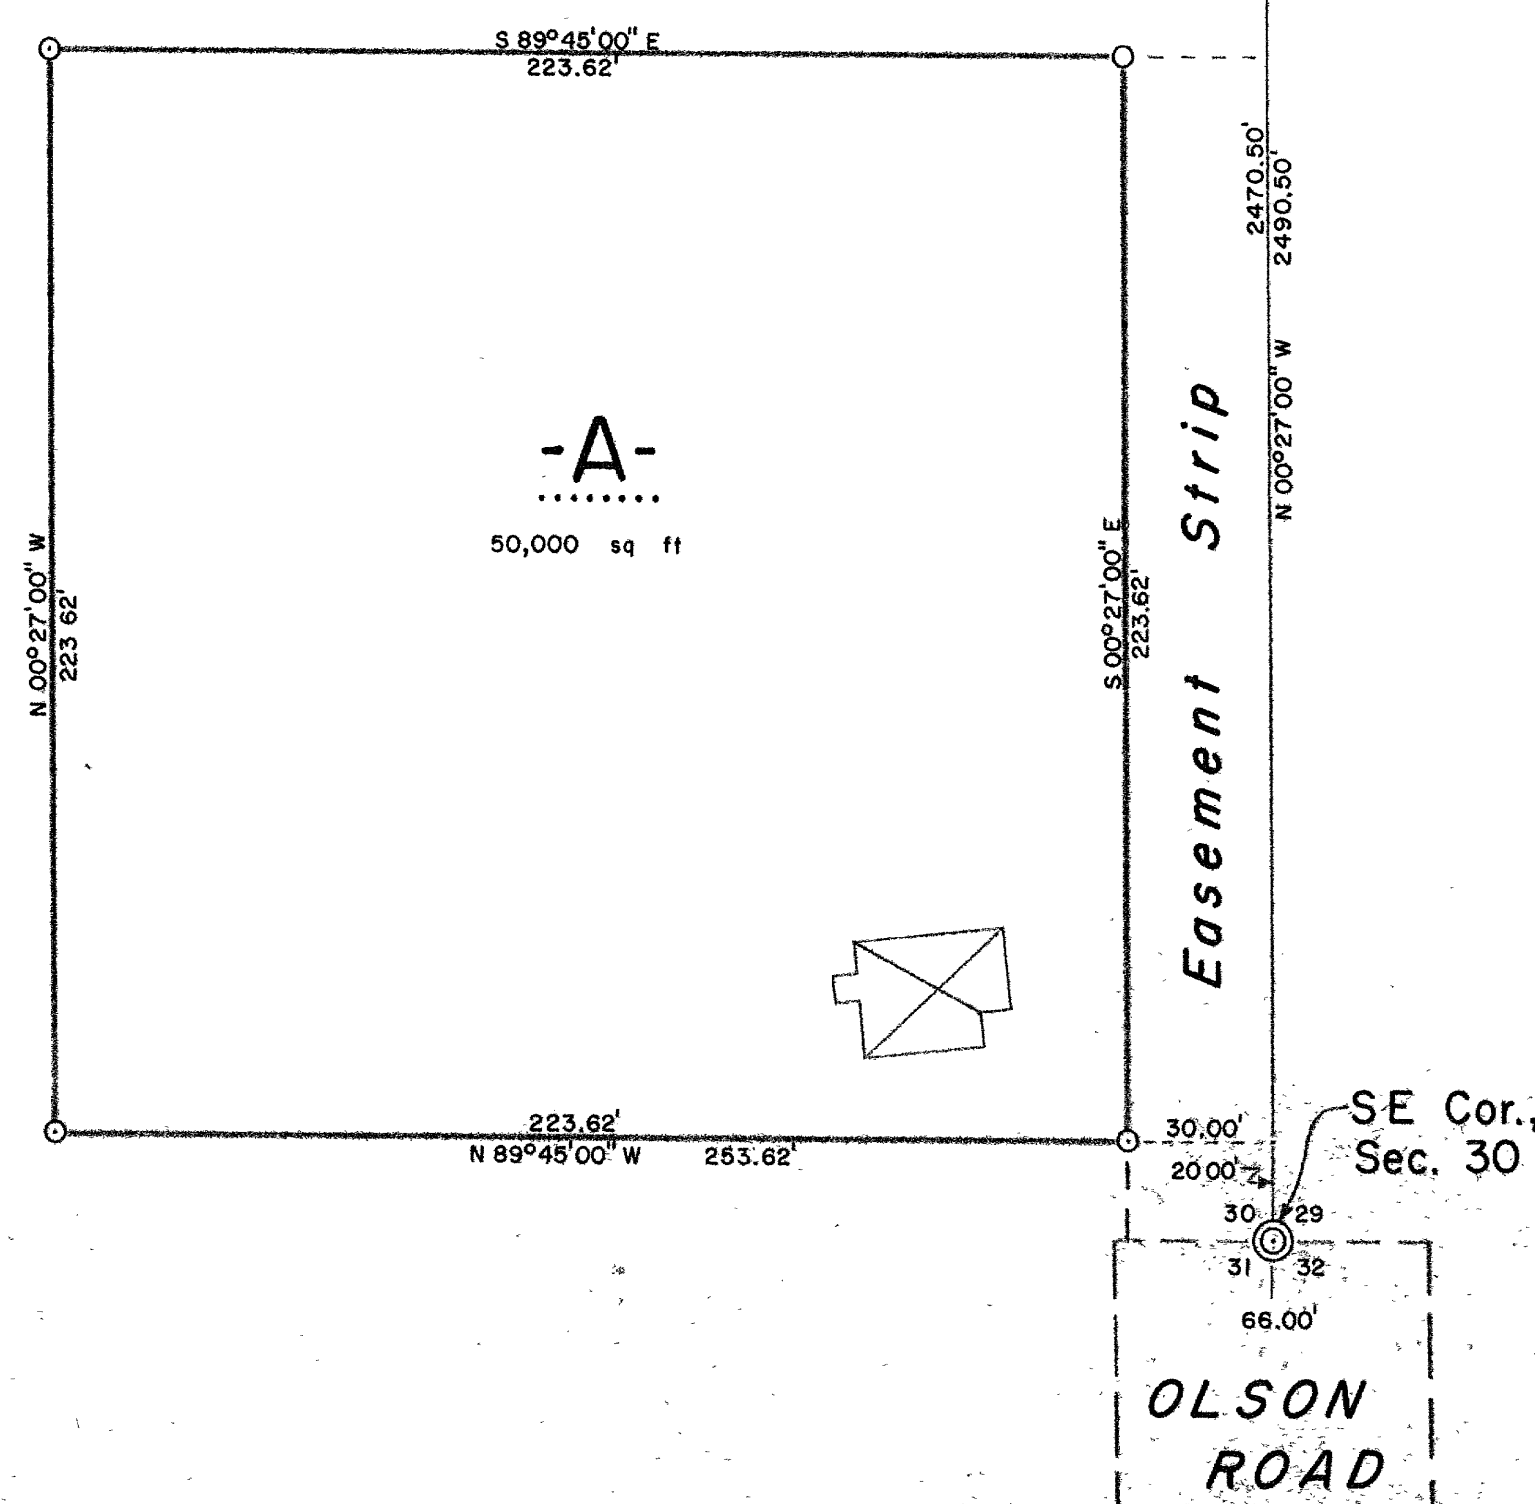 S 89°45'00" E
223.62'
2470.50'
2490.50'
N 00°27'00" W
-A-
50,000 sq ft
N 00°27'00" W
223 62'
S 00°27'00" E
223.62'
Easement Strip
223.62'
N 89°45'00" W 253.62'
30.00'
20 00'
SE Cor.,
Sec. 30
30 29
31 32
66.00'
OLSON
ROAD